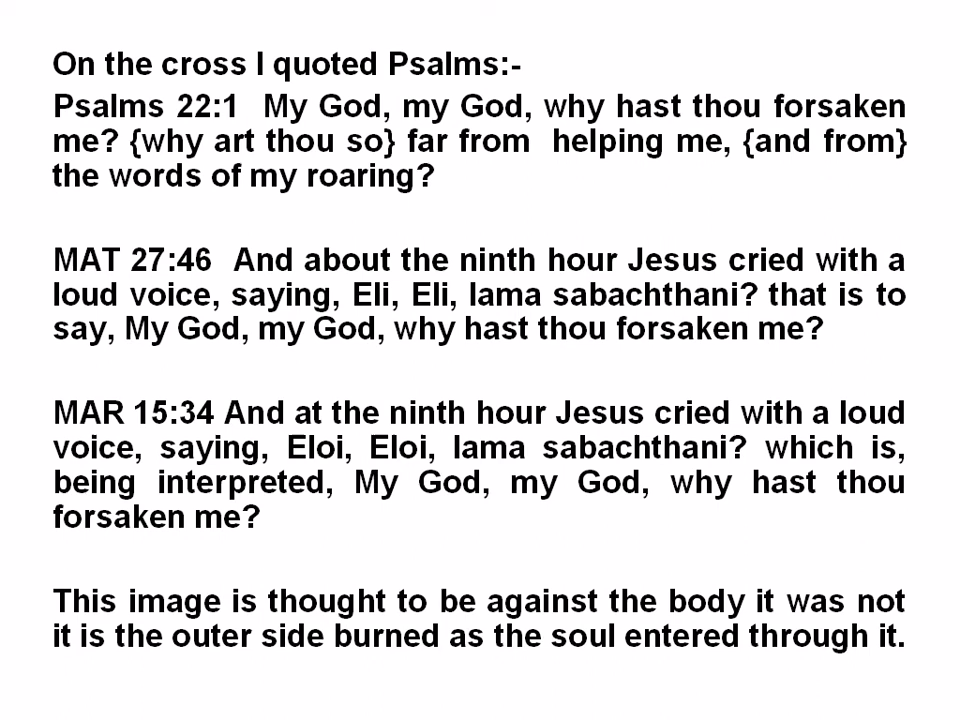 On the cross I quoted Psalms:-
Psalms 22:1 My God, my God, why hast thou forsaken
me? {why art thou so} far from helping me, {and from}
the words of my roaring?
MAT 27:46 And about the ninth hour Jesus cried with a
loud voice, saying, Eli, Eli, lama sabachthani? that is to
say, My God, my God, why hast thou forsaken me?
MAR 15:34 And at the ninth hour Jesus cried with a loud
voice, saying, Eloi, Eloi, lama sabachthani? which is,
being interpreted, My God, my God, why hast thou
forsaken me?
This image is thought to be against the body it was not
it is the outer side burned as the soul entered through it.